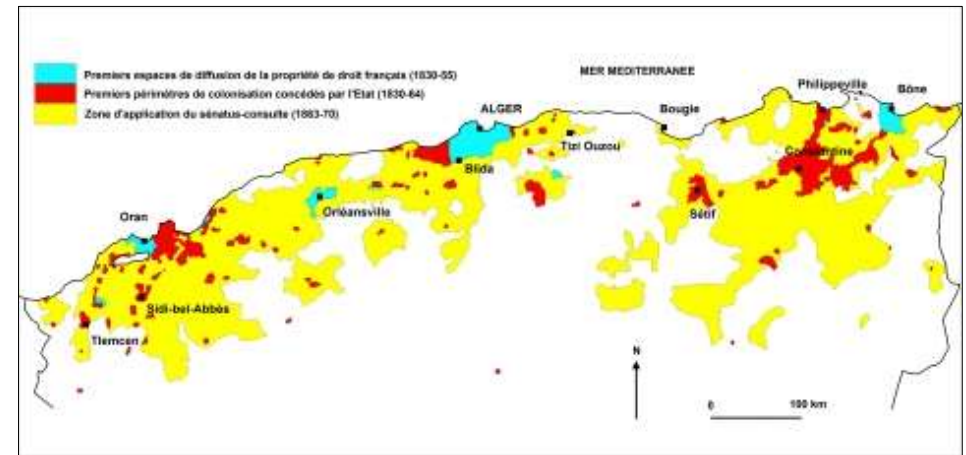 Premiers espaces de diffusion de la propriété de droit français (1830-55)
Premiers périmètres de colonisation concédés par l'Etat (1830-64)
Zone d'application du sénatus-consulte (1863-70)
MER MEDITERRANEE
Philippeville
Bône
ALGER
Bougie
Tizi Ouzou
Constantine
Blida
Sétif
Orléansville
Oran
Sidi-bel-Abbès
Tlemcen
N
0 100 km